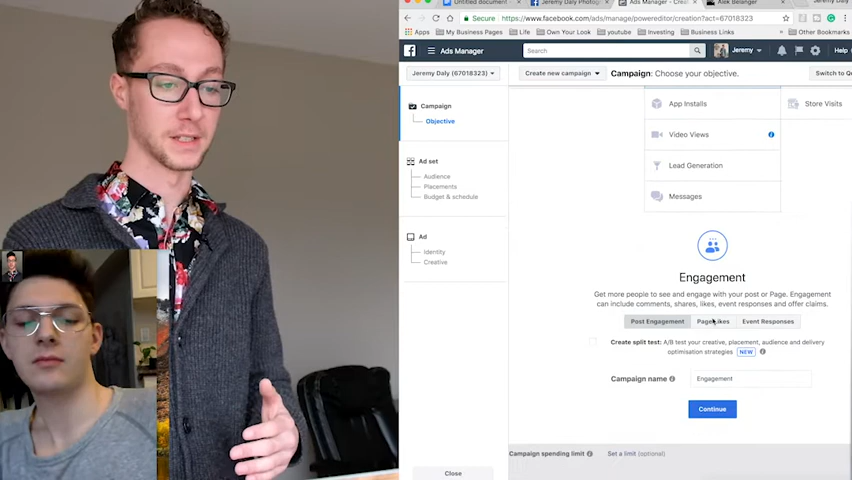 Untitled document
Jeremy Daly Photog
Ads Manager - Creat
Alek Belanger
Secure
https://www.facebook.com/ads/manage/powereditor/creation?act=67018323
Apps
My Business Pages
Life
Own Your Look
youtube
Investing
Business Links
Other Bookmarks
Ads Manager
Search
Jeremy
Help
Jeremy Daly (67018323)
Create new campaign
Campaign: Choose your objective.
Switch to Qu
Campaign
Objective
Ad set
Audience
Placements
Budget & schedule
Ad
Identity
Creative
Close
App Installs
Store Visits
Video Views
Lead Generation
Messages
Engagement
Get more people to see and engage with your post or Page. Engagement
can include comments, shares, likes, event responses and offer claims.
Post Engagement
Page Likes
Event Responses
Create split test: A/B test your creative, placement, audience and delivery
optimisation strategies NEW
Campaign name
Engagement
Continue
Campaign spending limit
Set a limit (optional)